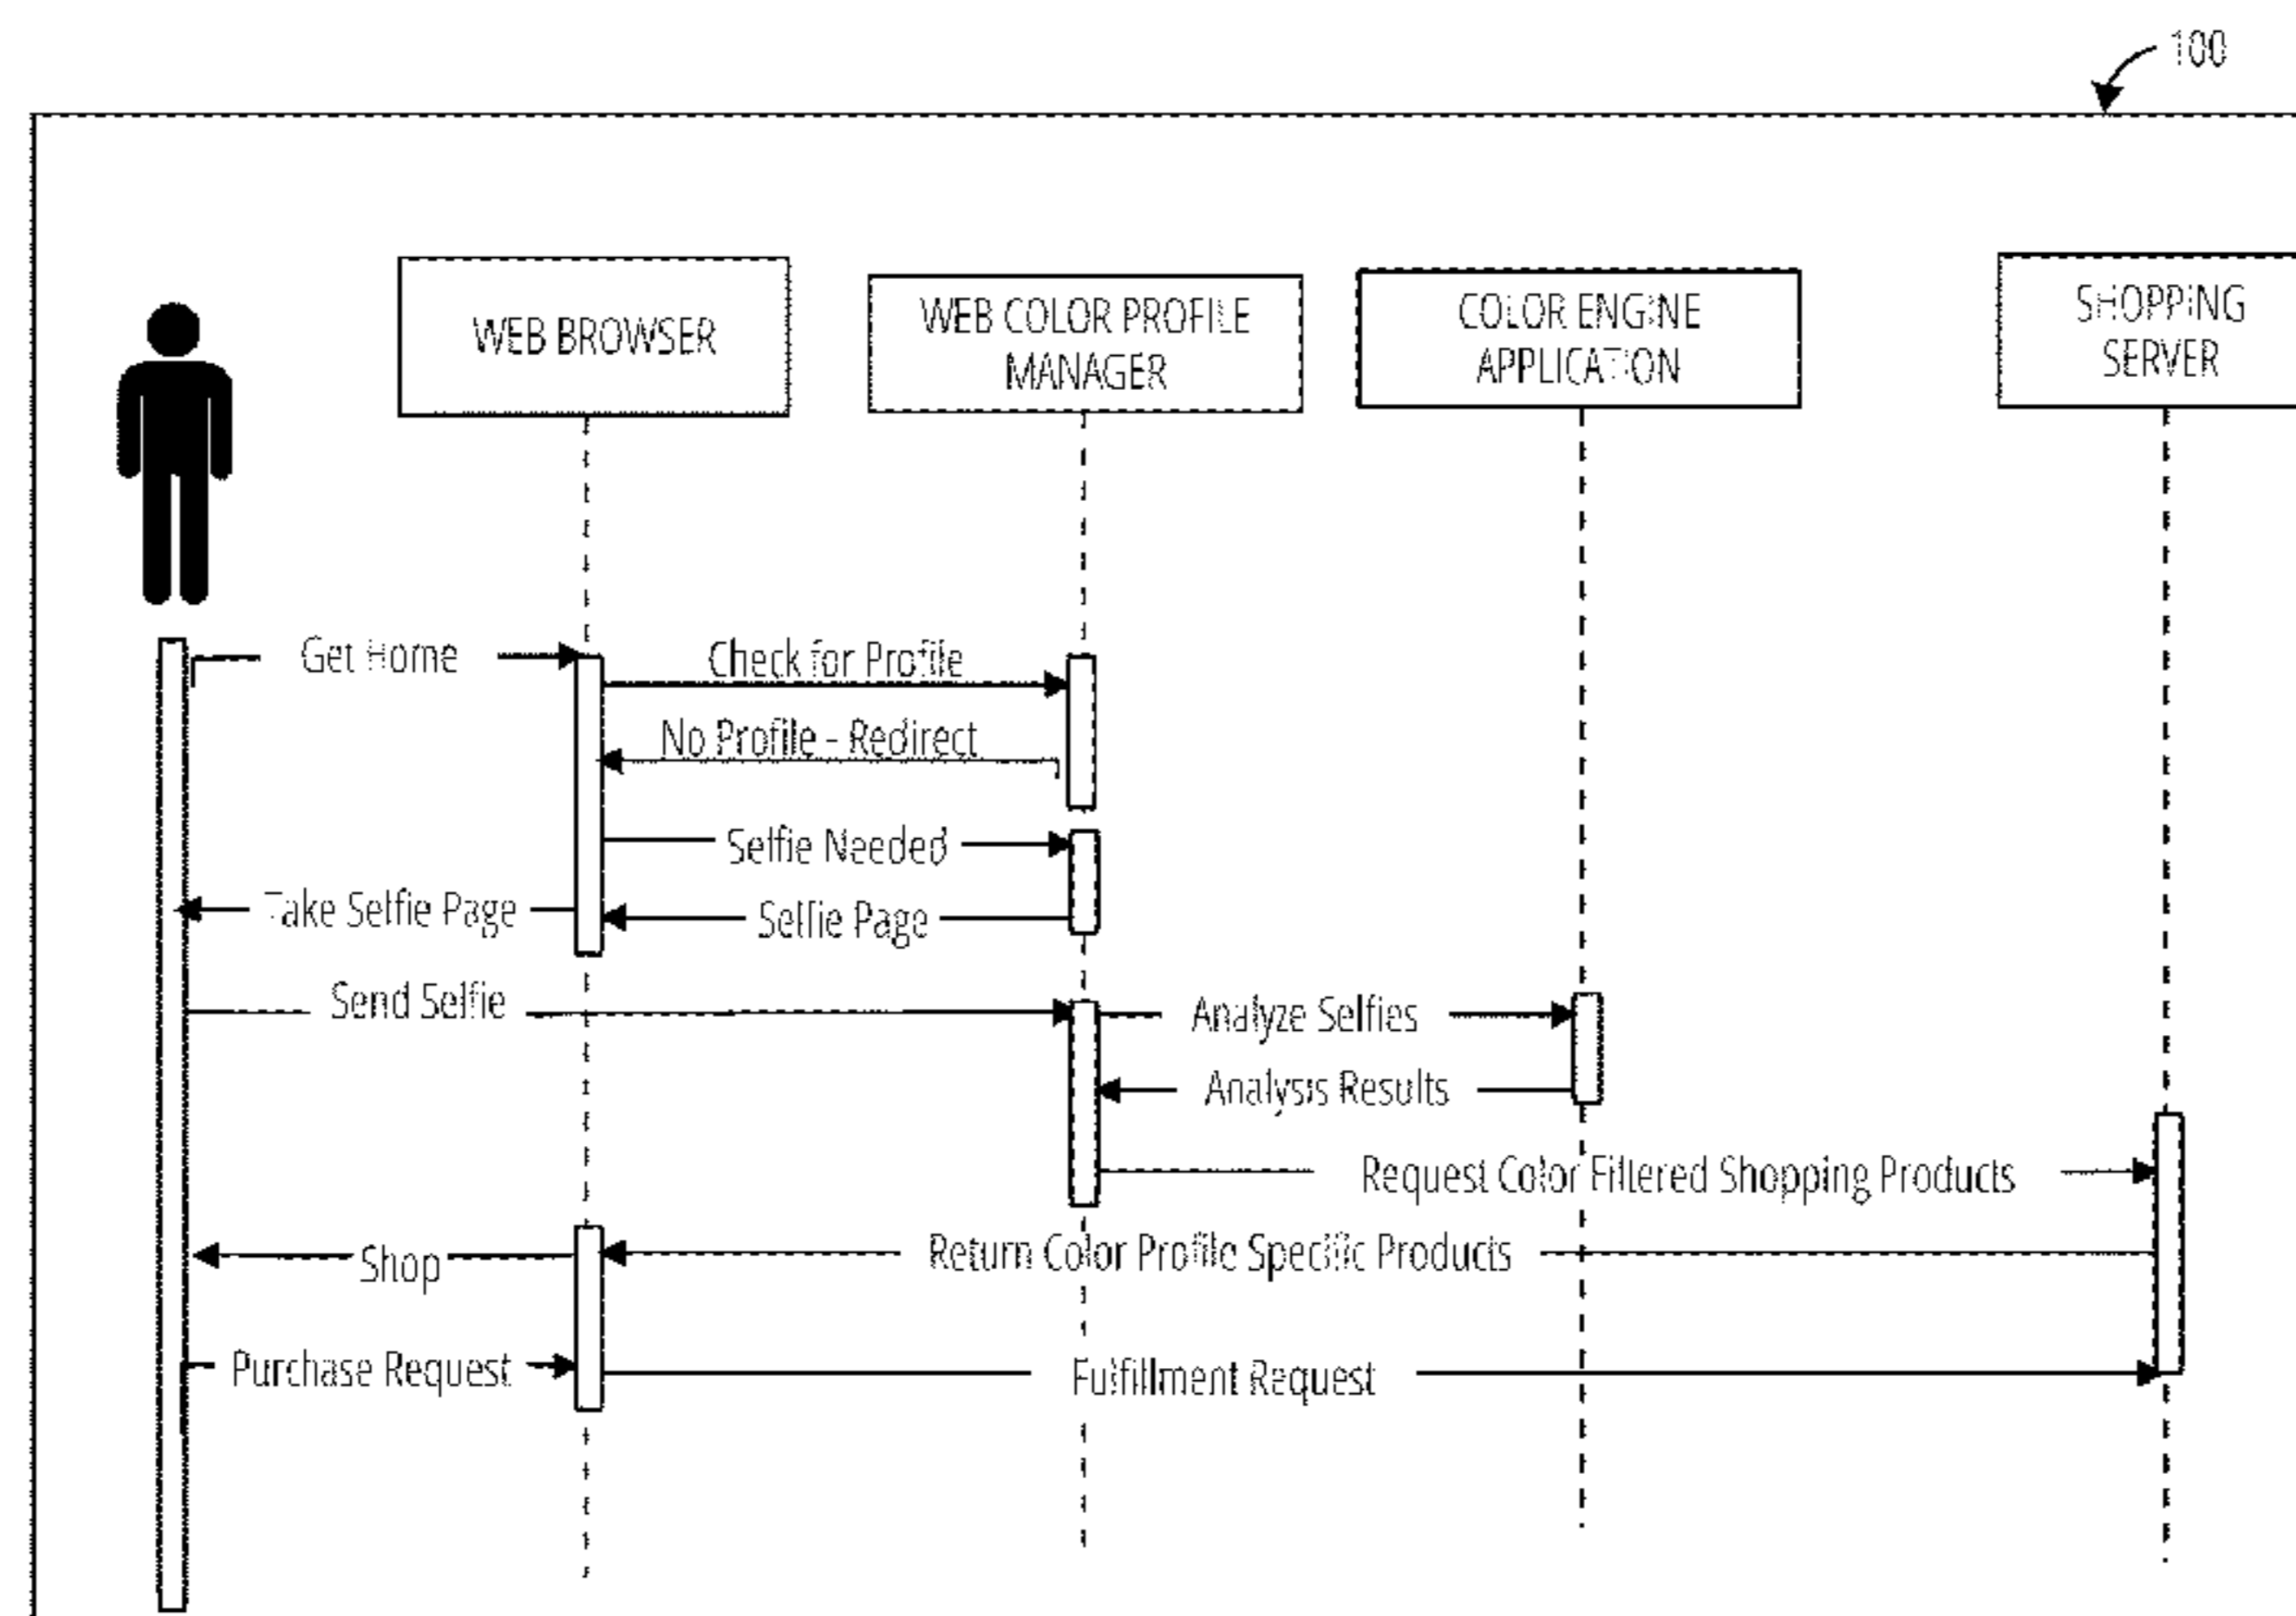 100
WEB BROWSER
WEB COLOR PROFILE
MANAGER
COLOR ENGINE
APPLICATION
SHOPPING
SERVER
Get Home
Check for Profile
No Profile - Redirect
Selfie Needed
Take Selfie Page
Selfie Page
Send Selfie
Analyze Selfies
Analysis Results
Request Color Filtered Shopping Products
Return Color Profile Specific Products
Shop
Purchase Request
Fulfillment Request